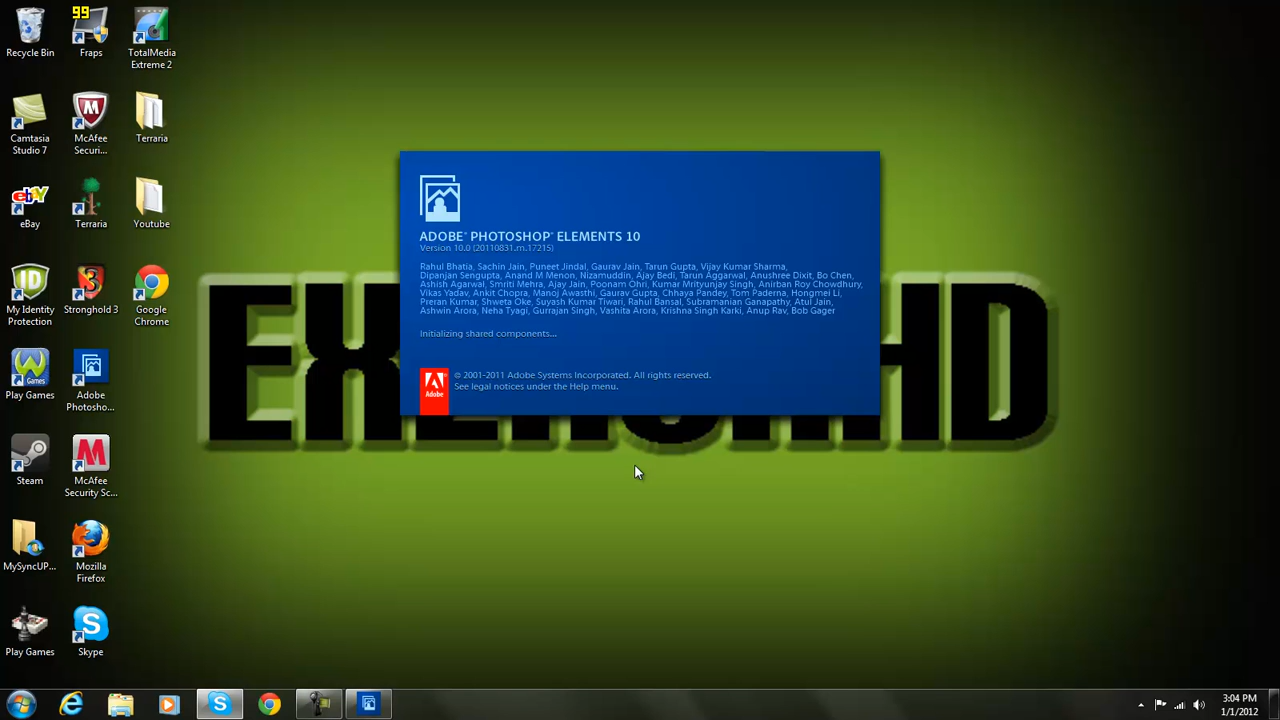 99
Recycle Bin
Fraps
TotalMedia
Extreme 2
Camtasia
Studio 7
McAfee
Securi...
Terraria
eBay
Terraria
Youtube
My Identity
Protection
Stronghold 3
Google
Chrome
Play Games
Adobe
Photosho...
Steam
McAfee
Security Sc...
MySyncUP...
Mozilla
Firefox
Play Games
Skype
ADOBE® PHOTOSHOP® ELEMENTS 10
Version 10.0 (20110831.m.17215)
Rahul Bhatia, Sachin Jain, Puneet Jindal, Gaurav Jain, Tarun Gupta, Vijay Kumar Sharma,
Dipanjan Sengupta, Anand M Menon, Nizamuddin, Ajay Bedi, Tarun Aggarwal, Anushree Dixit, Bo Chen,
Ashish Agarwal, Smriti Mehra, Ajay Jain, Poonam Ohri, Kumar Mrityunjay Singh, Anirban Roy Chowdhury,
Vikas Yadav, Ankit Chopra, Manoj Awasthi, Gaurav Gupta, Chhaya Pandey, Tom Paderna, Hongmei Li,
Preran Kumar, Shweta Oke, Suyash Kumar Tiwari, Rahul Bansal, Subramanian Ganapathy, Atul Jain,
Ashwin Arora, Neha Tyagi, Gurrajan Singh, Vashita Arora, Krishna Singh Karki, Anup Rav, Bob Gager
Initializing shared components...
Adobe
© 2001-2011 Adobe Systems Incorporated. All rights reserved.
See legal notices under the Help menu.
3:04 PM
1/1/2012